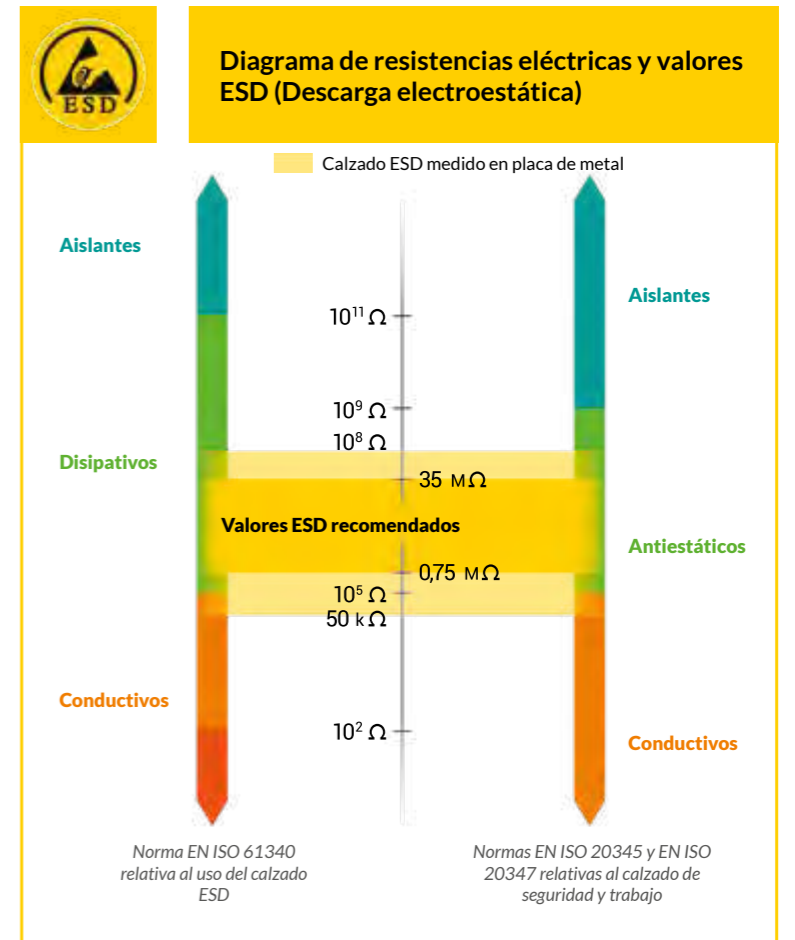 ESD
Diagrama de resistencias eléctricas y valores
ESD (Descarga electroestática)
Calzado ESD medido en placa de metal
Aislantes
Aislantes
10¹¹ Ω
10⁹ Ω
10⁸ Ω
Disipativos
35 MΩ
Valores ESD recomendados
Antiestáticos
0,75 MΩ
10⁵ Ω
50 kΩ
Conductivos
10² Ω
Conductivos
Norma EN ISO 61340
relativa al uso del calzado
ESD
Normas EN ISO 20345 y EN ISO
20347 relativas al calzado de
seguridad y trabajo